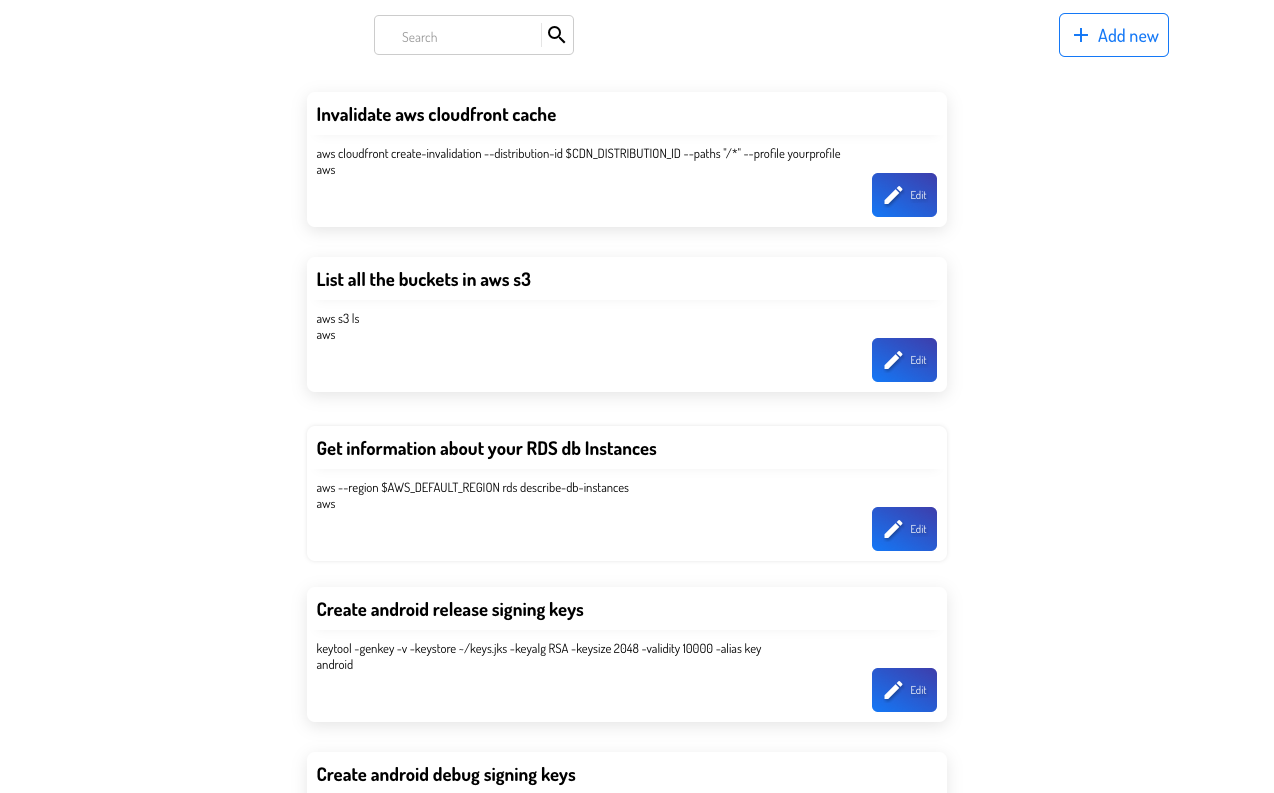 Search
Add new
Invalidate aws cloudfront cache
aws cloudfront create-invalidation --distribution-id $CDN_DISTRIBUTION_ID --paths "/*" --profile yourprofile
aws
Edit
List all the buckets in aws s3
aws s3 ls
aws
Edit
Get information about your RDS db Instances
aws --region $AWS_DEFAULT_REGION rds describe-db-instances
aws
Edit
Create android release signing keys
keytool -genkey -v -keystore ~/keys.jks -keyalg RSA -keysize 2048 -validity 10000 -alias key
android
Edit
Create android debug signing keys